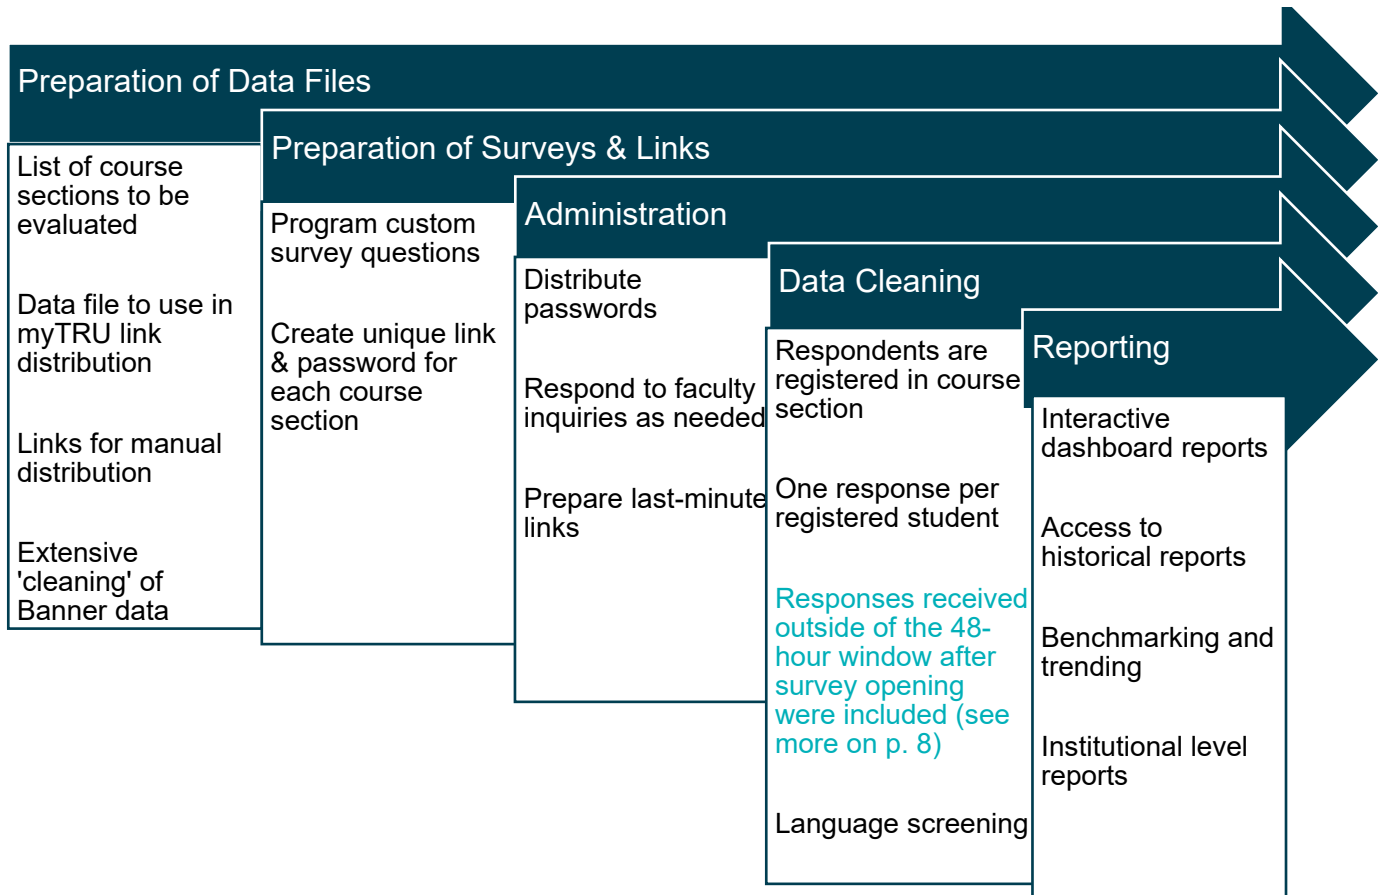 Preparation of Data Files
List of course
sections to be
evaluated
Data file to use in
myTRU link
distribution
Links for manual
distribution
Extensive
'cleaning' of
Banner data
Preparation of Surveys & Links
Program custom
survey questions
Create unique link
& password for
each course
section
Administration
Distribute
passwords
Respond to faculty
inquiries as needed
Prepare last-minute
links
Data Cleaning
Respondents are
registered in course
section
One response per
registered student
Responses received
outside of the 48-
hour window after
survey opening
were included (see
more on p. 8)
Language screening
Reporting
Interactive
dashboard reports
Access to
historical reports
Benchmarking and
trending
Institutional level
reports